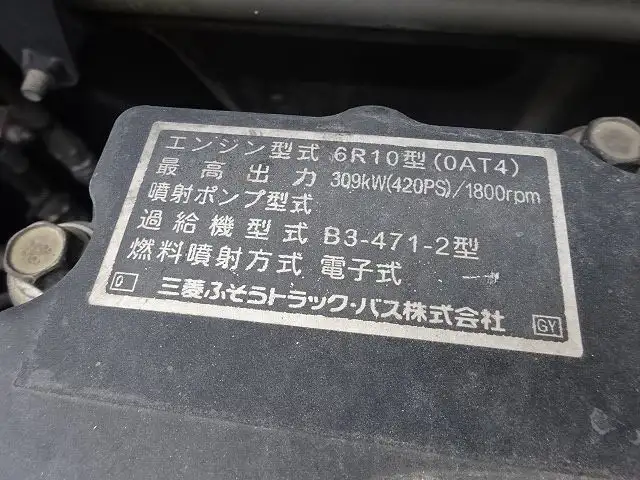 エンジン型式 6R10型(0AT4)
最高出力 309kW(420PS)/1800rpm
噴射ポンプ型式
過給機型式 B3-471-2型
燃料噴射方式 電子式
0 三菱ふそうトラック・バス株式会社 GY